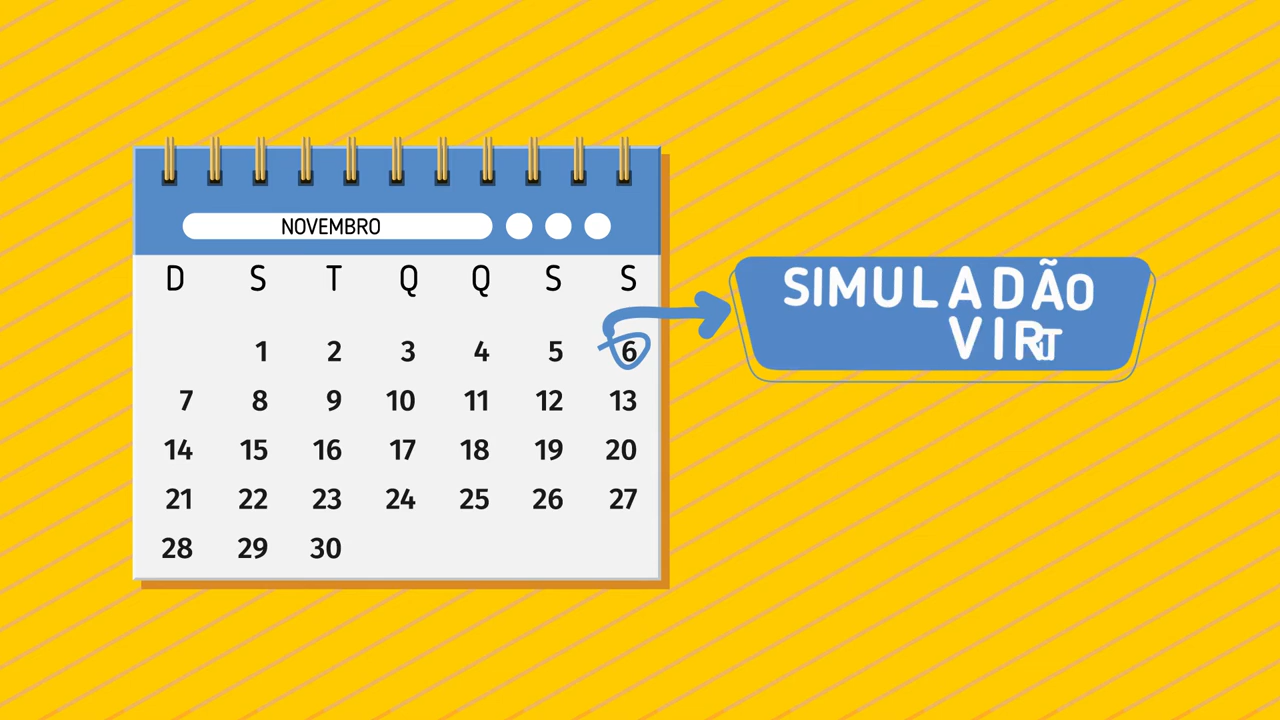 NOVEMBRO
D S T Q Q S S
1 2 3 4 5 6
7 8 9 10 11 12 13
14 15 16 17 18 19 20
21 22 23 24 25 26 27
28 29 30
SIMULADÃO